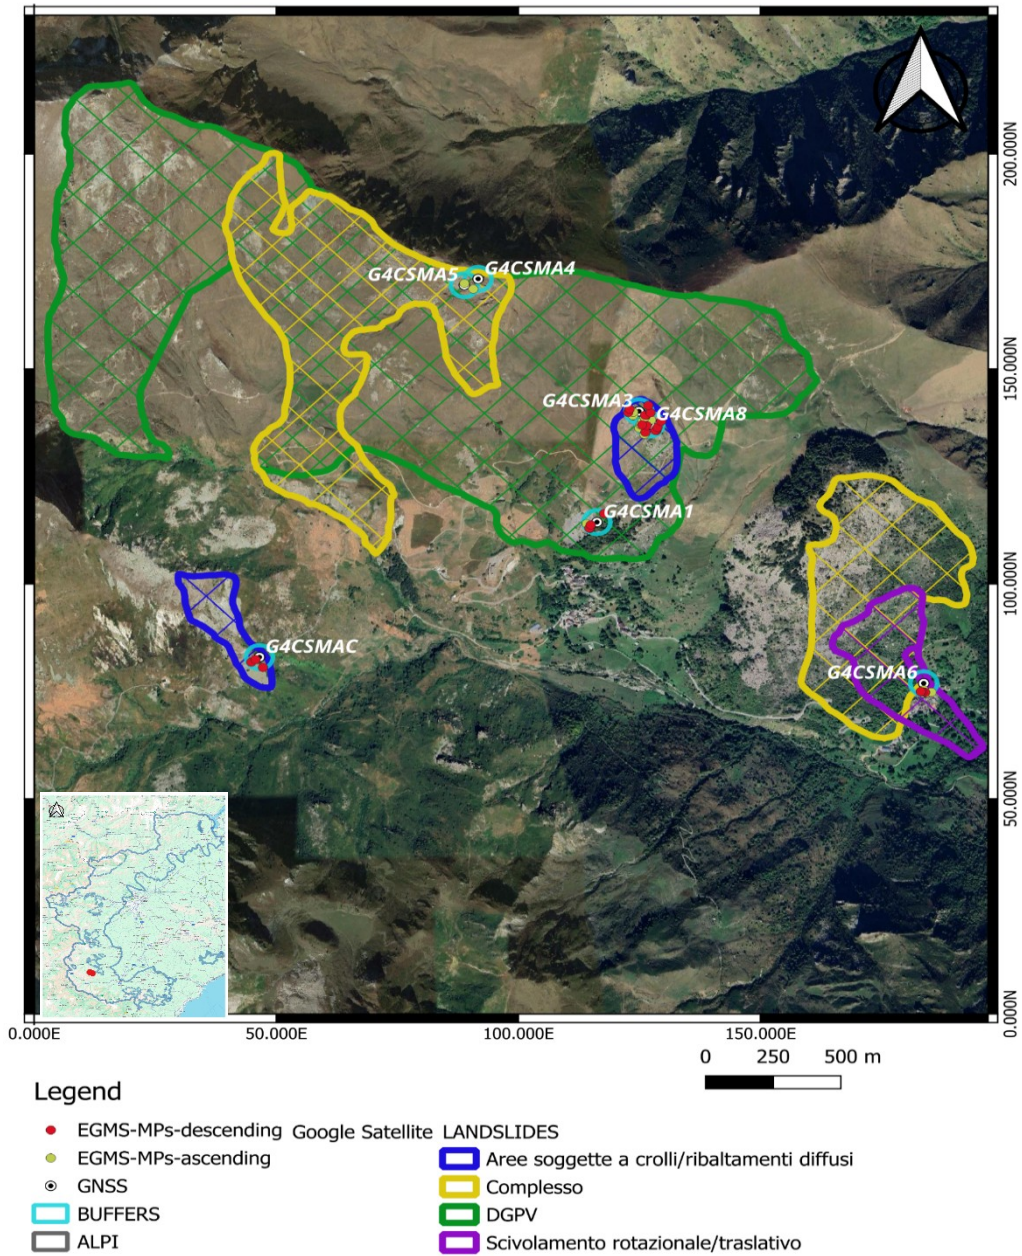 200.000N
G4CSMA5 G4CSMA4
150.000N
G4CSMA3 G4CSMA8
G4CSMA1
100.000N
G4CSMAC
G4CSMA6
50.000N
0.000N
0.000E 50.000E 100.000E 150.000E
0 250 500 m
Legend
EGMS-MPs-descending Google Satellite LANDSLIDES
EGMS-MPs-ascending Aree soggette a crolli/ribaltamenti diffusi
GNSS Complesso
BUFFERS DGPV
ALPI Scivolamento rotazionale/traslativo